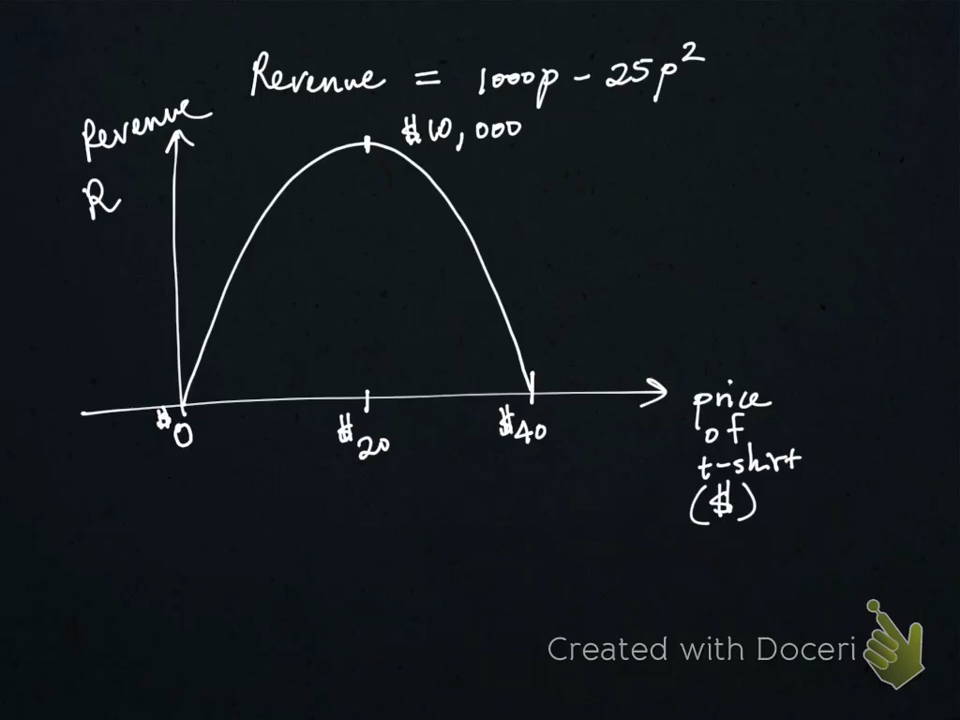 Revenue = 1000p - 25p²
Revenue
R
$10,000
$0
$20
$40
price
of
t-shirt
($)
Created with Doceri